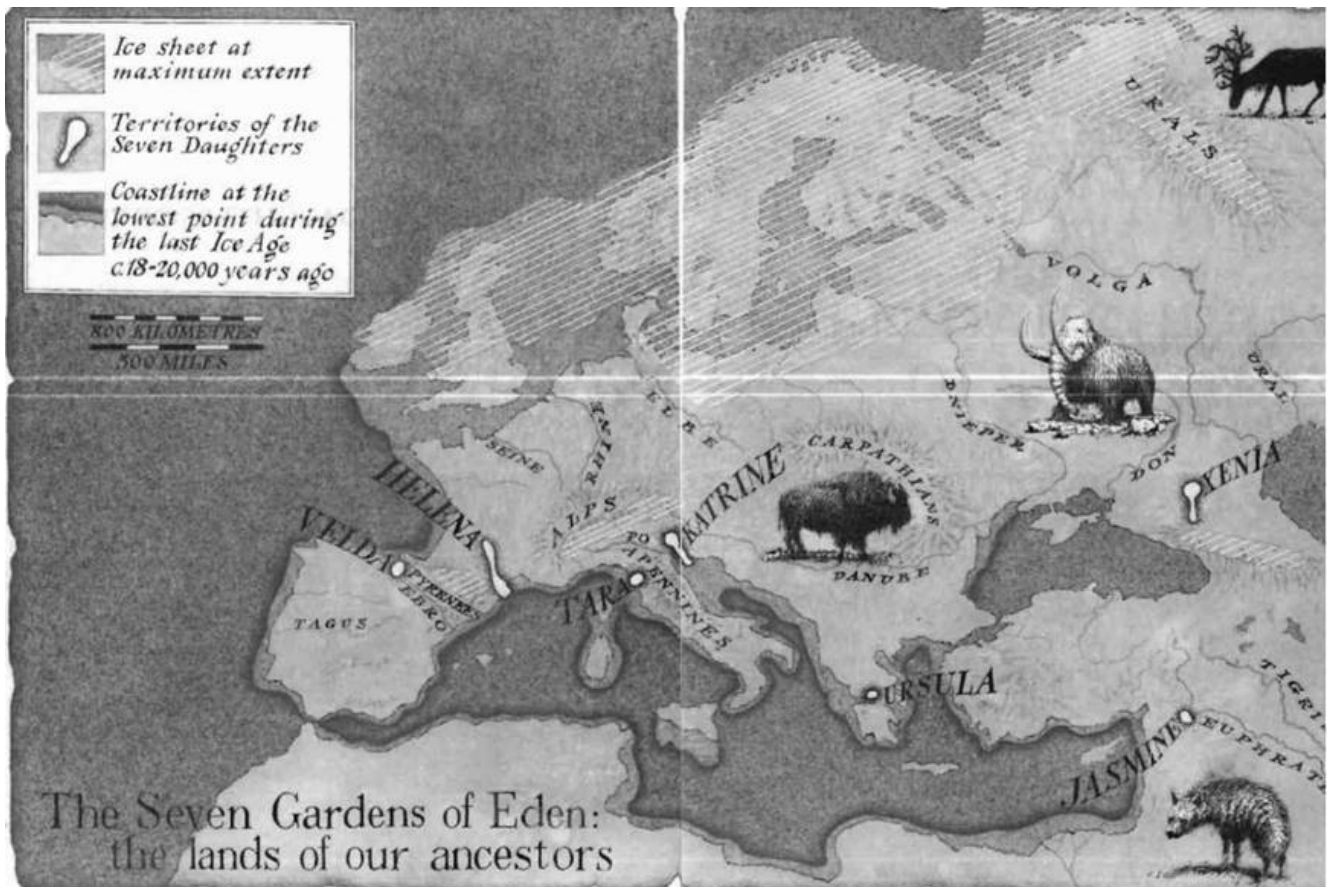 Ice sheet at
maximum extent
Territories of the
Seven Daughters
Coastline at the
lowest point during
the last Ice Age
c.18-20,000 years ago
800 KILOMETRES
500 MILES
URALS
VOLGA
URAL
DNIEPER
DON
ELBE
RHINE
SEINE
CARPATHIANS
XENIA
KATRINE
HELENA
ALPS
VELDA
PYRENEES
EBRO
TAGUS
PO
APENNINES
TARA
DANUBE
URSULA
TIGRI
JASMINE
EUPHRAT
The Seven Gardens of Eden:
the lands of our ancestors